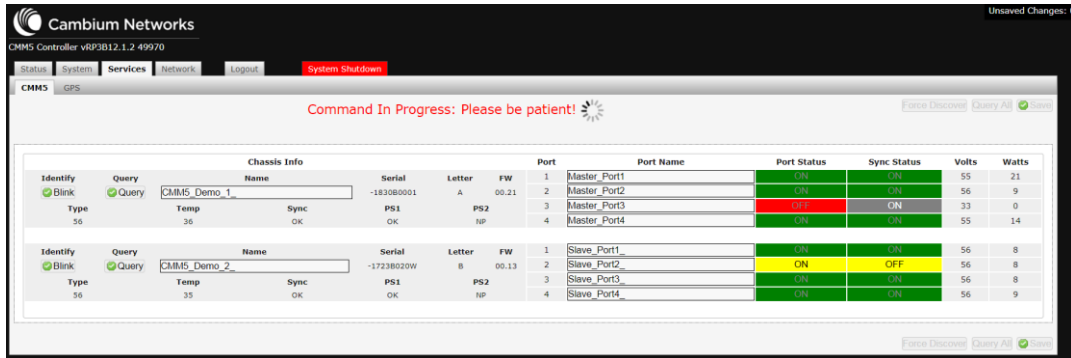 Unsaved Changes:
Cambium Networks
CMM5 Controller vRP3B12.1.2 49970
Status System Services Network Logout System Shutdown
CMM5 GPS
Command In Progress: Please be patient!
Force Discover Query All Save
Chassis Info Port Port Name Port Status Sync Status Volts Watts
Identify Query Name Serial Letter FW 1 Master_Port1 ON ON 55 21
Blink Query CMM5_Demo_1_ -1830B0001 A 00.21 2 Master_Port2 ON ON 56 9
Type Temp Sync PS1 PS2 3 Master_Port3 OFF ON 33 0
56 36 OK OK NP 4 Master_Port4 ON ON 55 14
Identify Query Name Serial Letter FW 1 Slave_Port1_ ON ON 56 8
Blink Query CMM5_Demo_2_ -1723B020W B 00.13 2 Slave_Port2_ ON OFF 56 8
Type Temp Sync PS1 PS2 3 Slave_Port3_ ON ON 56 8
56 35 OK OK NP 4 Slave_Port4_ ON ON 56 9
Force Discover Query All Save